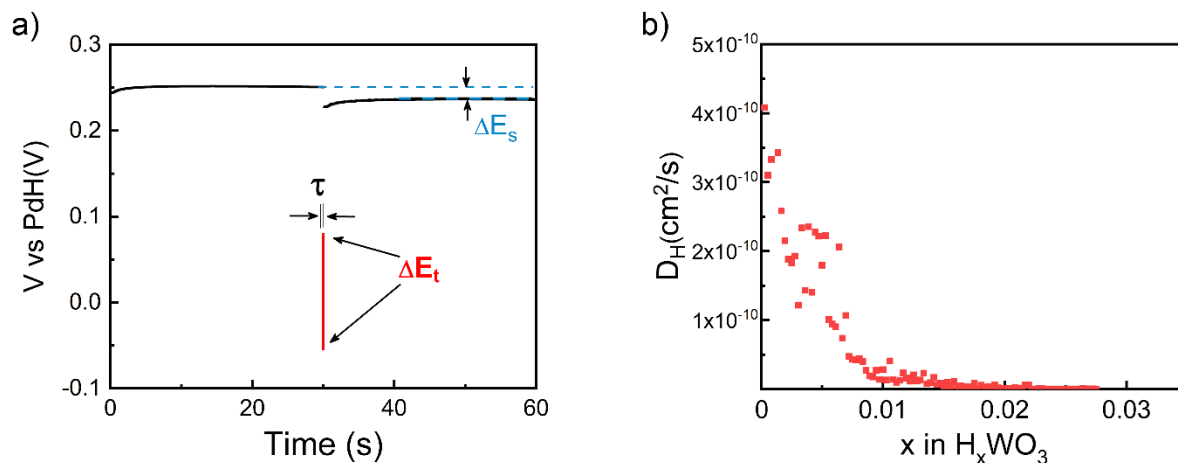 a)
V vs PdH(V)
0.3
0.2
0.1
0.0
-0.1
0
20
40
60
Time (s)
ΔEₛ
τ
ΔEₜ
b)
D_H(cm²/s)
5x10⁻¹⁰
4x10⁻¹⁰
3x10⁻¹⁰
2x10⁻¹⁰
1x10⁻¹⁰
0
0.01
0.02
0.03
x in HₓWO₃